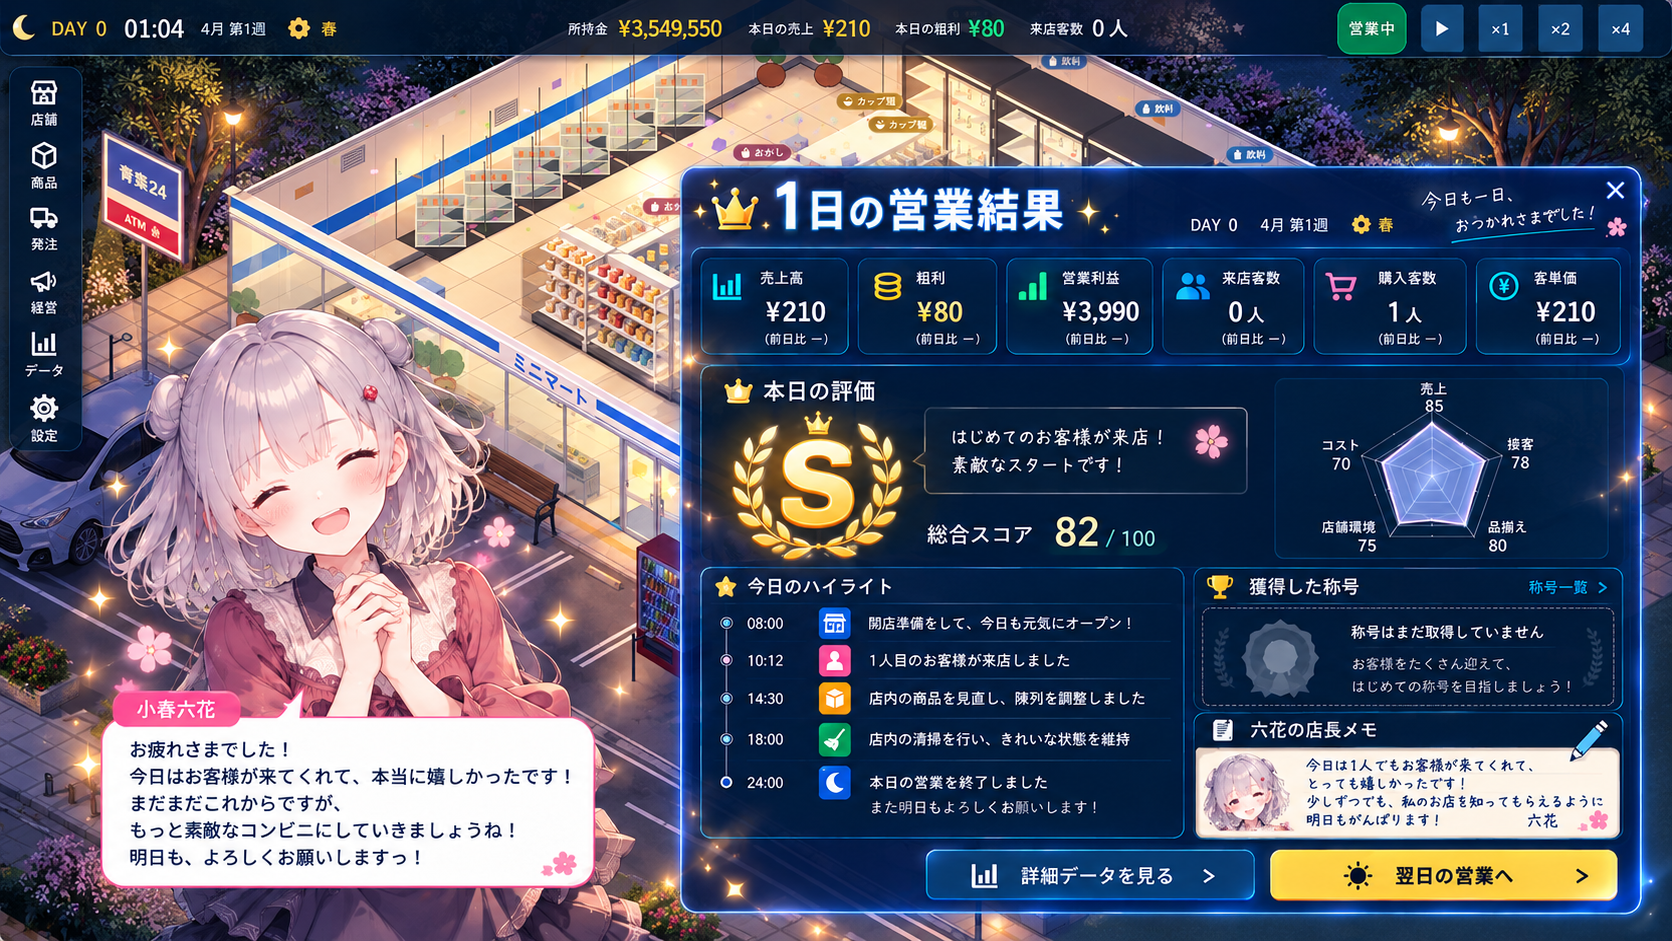 DAY 0
01:04
4月 第1週
春
所持金 ¥3,549,550
本日の売上 ¥210
本日の粗利 ¥80
来店客数 0 人
営業中
×1
×2
×4
店舗
商品
発注
経営
データ
設定
青葉24
ATM
ミニマート
飲料
カップ麺
カップ麺
飲料
おがし
飲料
1日の営業結果
DAY 0
4月 第1週
春
今日も一日、
おつかれさまでした!
売上高
¥210
(前日比 ー)
粗利
¥80
(前日比 ー)
営業利益
¥3,990
(前日比 ー)
来店客数
0 人
(前日比 ー)
購入客数
1 人
(前日比 ー)
客単価
¥210
(前日比 ー)
本日の評価
S
はじめてのお客様が来店!
素敵なスタートです!
総合スコア 82 / 100
売上
85
接客
78
品揃え
80
店舗環境
75
コスト
70
今日のハイライト
08:00 開店準備をして、今日も元気にオープン!
10:12 1人目のお客様が来店しました
14:30 店内の商品を見直し、陳列を調整しました
18:00 店内の清掃を行い、きれいな状態を維持
24:00 本日の営業を終了しました
また明日もよろしくお願いします!
獲得した称号
称号一覧 >
称号はまだ取得していません
お客様をたくさん迎えて、
はじめての称号を目指しましょう!
六花の店長メモ
今日は1人でもお客様が来てくれて、
とっても嬉しかったです!
少しずつでも、私のお店を知ってもらえるように
明日もがんばります!
六花
小春六花
お疲れさまでした!
今日はお客様が来てくれて、本当に嬉しかったです!
まだまだこれからですが、
もっと素敵なコンビニにしていきましょうね!
明日も、よろしくお願いしますっ!
詳細データを見る >
翌日の営業へ >